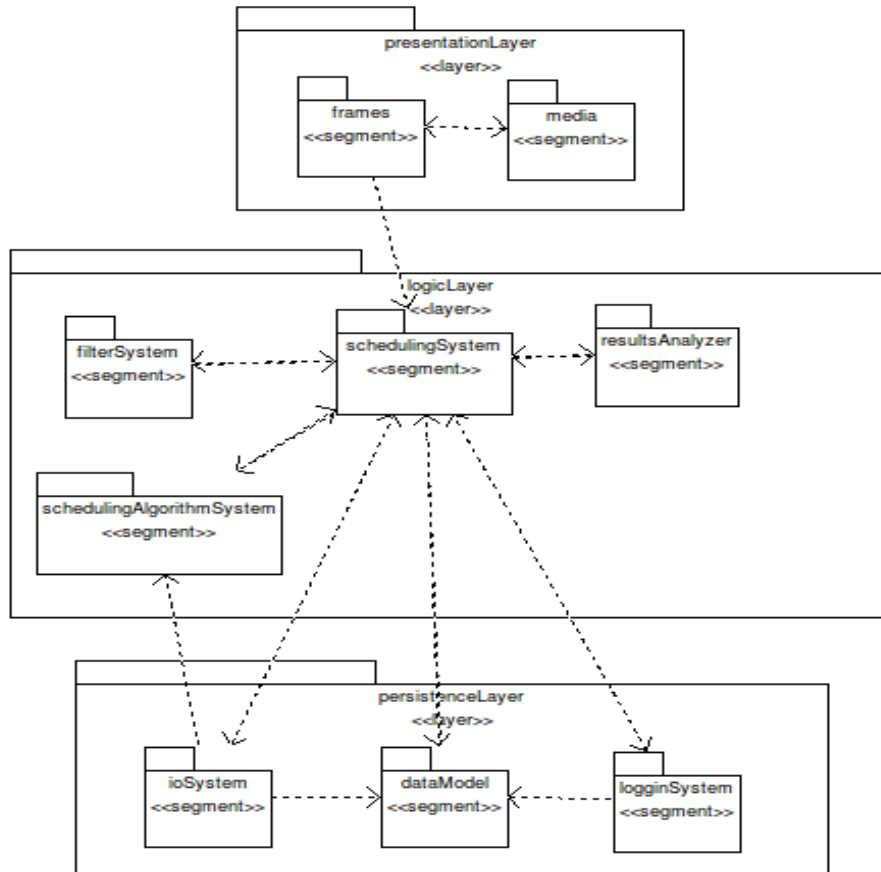 presentationLayer
<<layer>>
frames
<<segment>>
media
<<segment>>
logicLayer
<<layer>>
filterSystem
<<segment>>
schedulingSystem
<<segment>>
resultsAnalyzer
<<segment>>
schedulingAlgorithmSystem
<<segment>>
persistenceLayer
<<layer>>
ioSystem
<<segment>>
dataModel
<<segment>>
logginSystem
<<segment>>